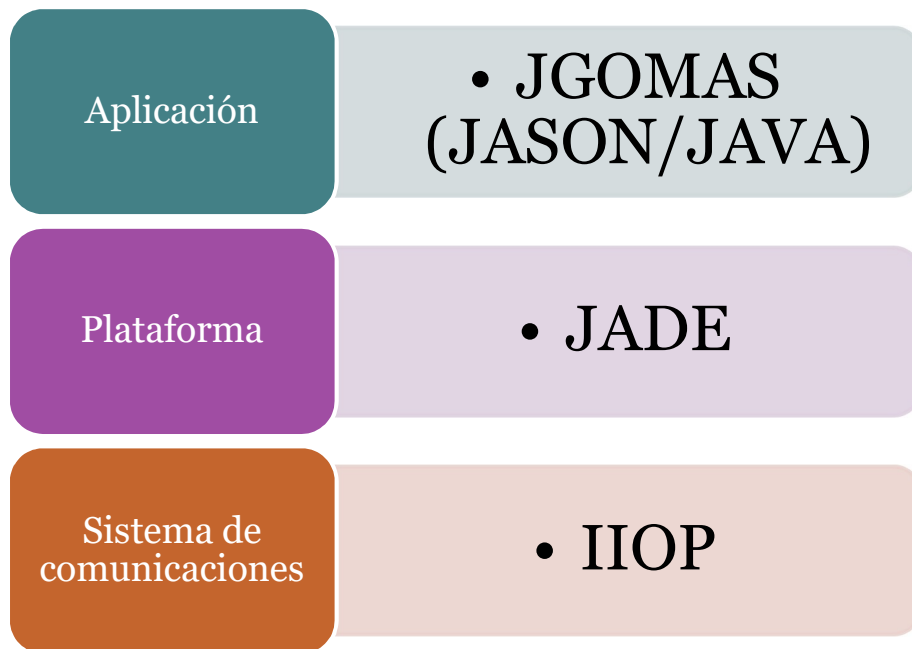 Aplicación
• JGOMAS
(JASON/JAVA)
Plataforma
• JADE
Sistema de
comunicaciones
• IIOP